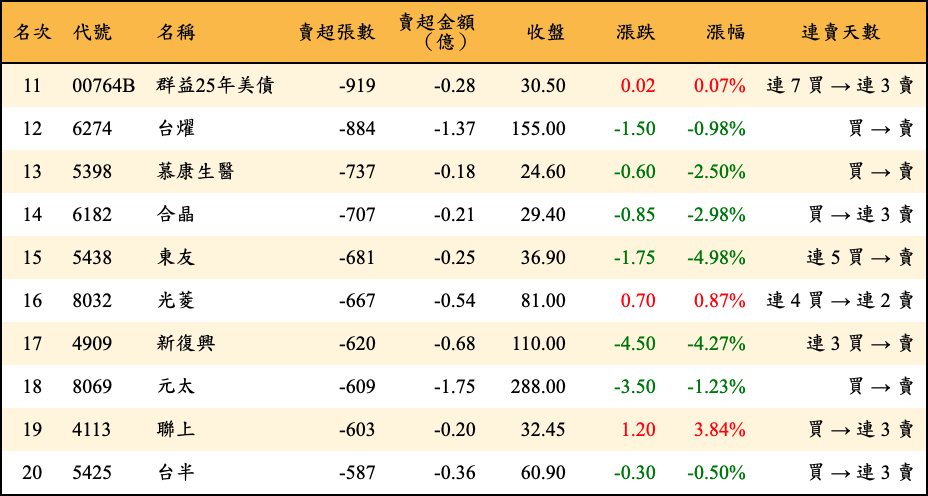 名次 代號 名稱 賣超張數 賣超金額（億） 收盤 漲跌 漲幅 連賣天數
11 00764B 群益25年美債 -919 -0.28 30.50 0.02 0.07% 連 7 買 → 連 3 賣
12 6274 台燿 -884 -1.37 155.00 -1.50 -0.98% 買 → 賣
13 5398 慕康生醫 -737 -0.18 24.60 -0.60 -2.50% 買 → 賣
14 6182 合晶 -707 -0.21 29.40 -0.85 -2.98% 買 → 連 3 賣
15 5438 東友 -681 -0.25 36.90 -1.75 -4.98% 連 5 買 → 賣
16 8032 光菱 -667 -0.54 81.00 0.70 0.87% 連 4 買 → 連 2 賣
17 4909 新復興 -620 -0.68 110.00 -4.50 -4.27% 連 3 買 → 賣
18 8069 元太 -609 -1.75 288.00 -3.50 -1.23% 買 → 賣
19 4113 聯上 -603 -0.20 32.45 1.20 3.84% 買 → 連 3 賣
20 5425 台半 -587 -0.36 60.90 -0.30 -0.50% 買 → 連 3 賣